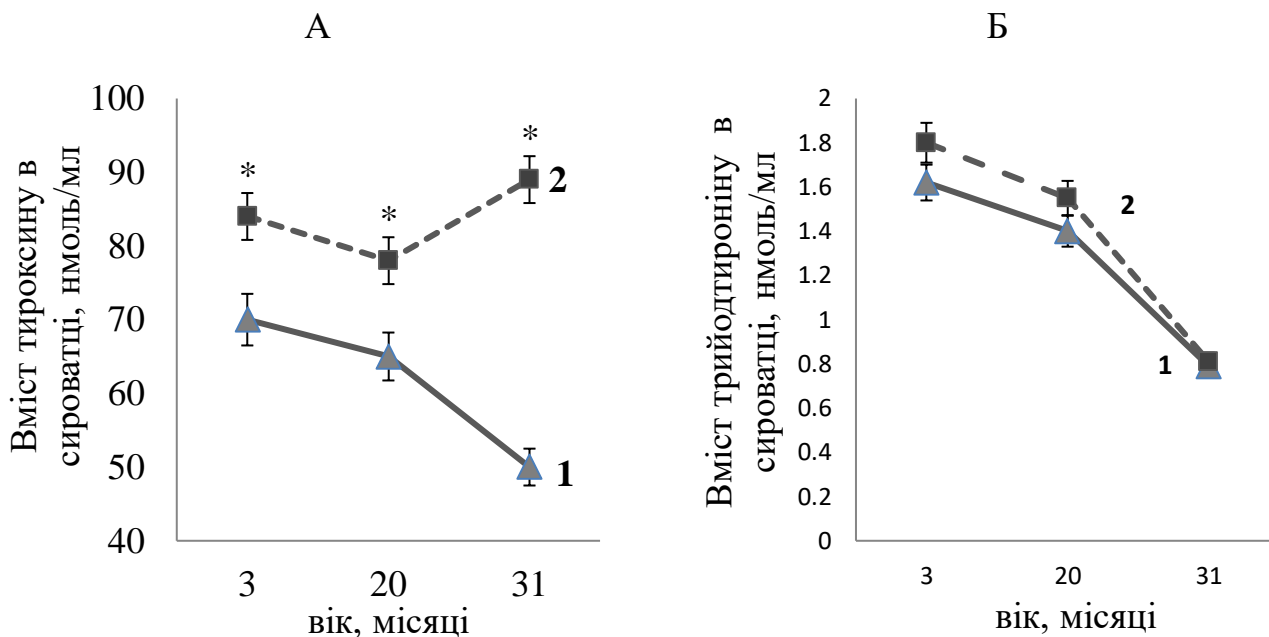 А
Вміст тироксину в
сироватці, нмоль/мл
100
90
80
70
60
50
40
*
*
*
2
1
3 20 31
вік, місяці
Б
Вміст трийодтироніну в
сироватці, нмоль/мл
2
1.8
1.6
1.4
1.2
1
0.8
0.6
0.4
0.2
0
2
1
3 20 31
вік, місяці